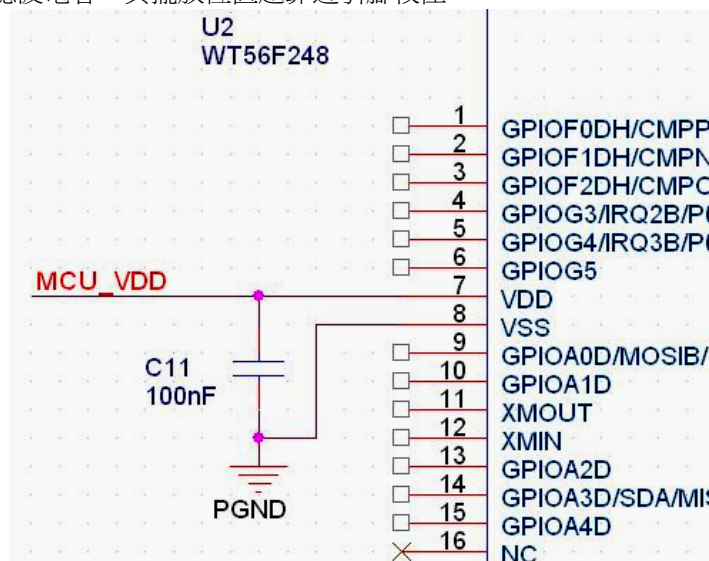 U2
WT56F248
1
GPIOF0DH/CMPP
2
GPIOF1DH/CMPN
3
GPIOF2DH/CMPO
4
GPIOG3/IRQ2B/P
5
GPIOG4/IRQ3B/P
6
GPIOG5
MCU_VDD
7
VDD
8
VSS
9
GPIOA0D/MOSIB/
C11
100nF
10
GPIOA1D
11
XMOUT
12
XMIN
13
GPIOA2D
14
GPIOA3D/SDA/MIS
PGND
15
GPIOA4D
16
NC